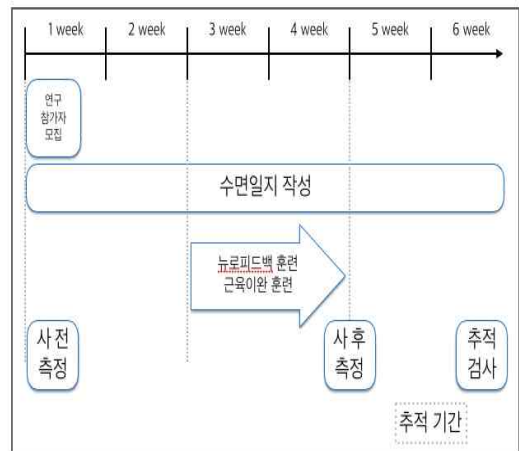 1 week 2 week 3 week 4 week 5 week 6 week
연구
참가자
모집
수면일지 작성
뉴로피드백 훈련
근육이완 훈련
사 전
측정
사 후
측정
추적
검사
추적 기간